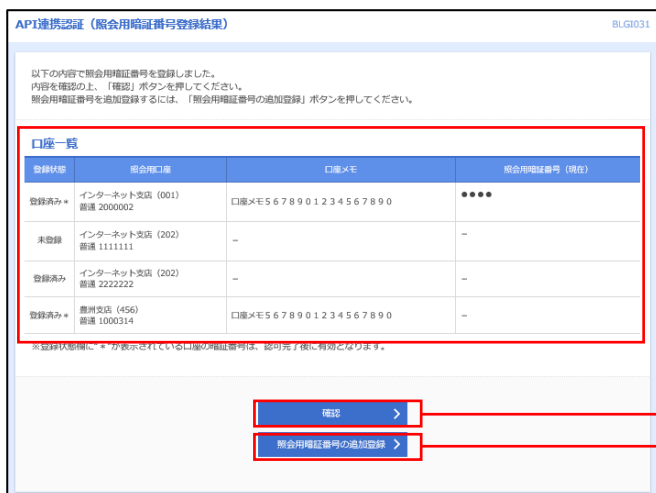 API連携認証(照会用暗証番号登録結果)
BLGI031
以下の内容で照会用暗証番号を登録しました。
内容を確認の上、「確認」ボタンを押してください。
照会用暗証番号を追加登録するには、「照会用暗証番号の追加登録」ボタンを押してください。
口座一覧
登録状態 照会用口座 口座メモ 照会用暗証番号(現在)
登録済み* インターネット支店(001) 口座メモ5678901234567890 ●●●●
普通 2000002
未登録 インターネット支店(202) - -
普通 1111111
登録済み インターネット支店(202) - -
普通 2222222
登録済み* 豊洲支店(456) 口座メモ5678901234567890 -
普通 1000314
※登録状態欄に"*"が表示されている口座の暗証番号は、認可完了後に有効となります。
確認
照会用暗証番号の追加登録